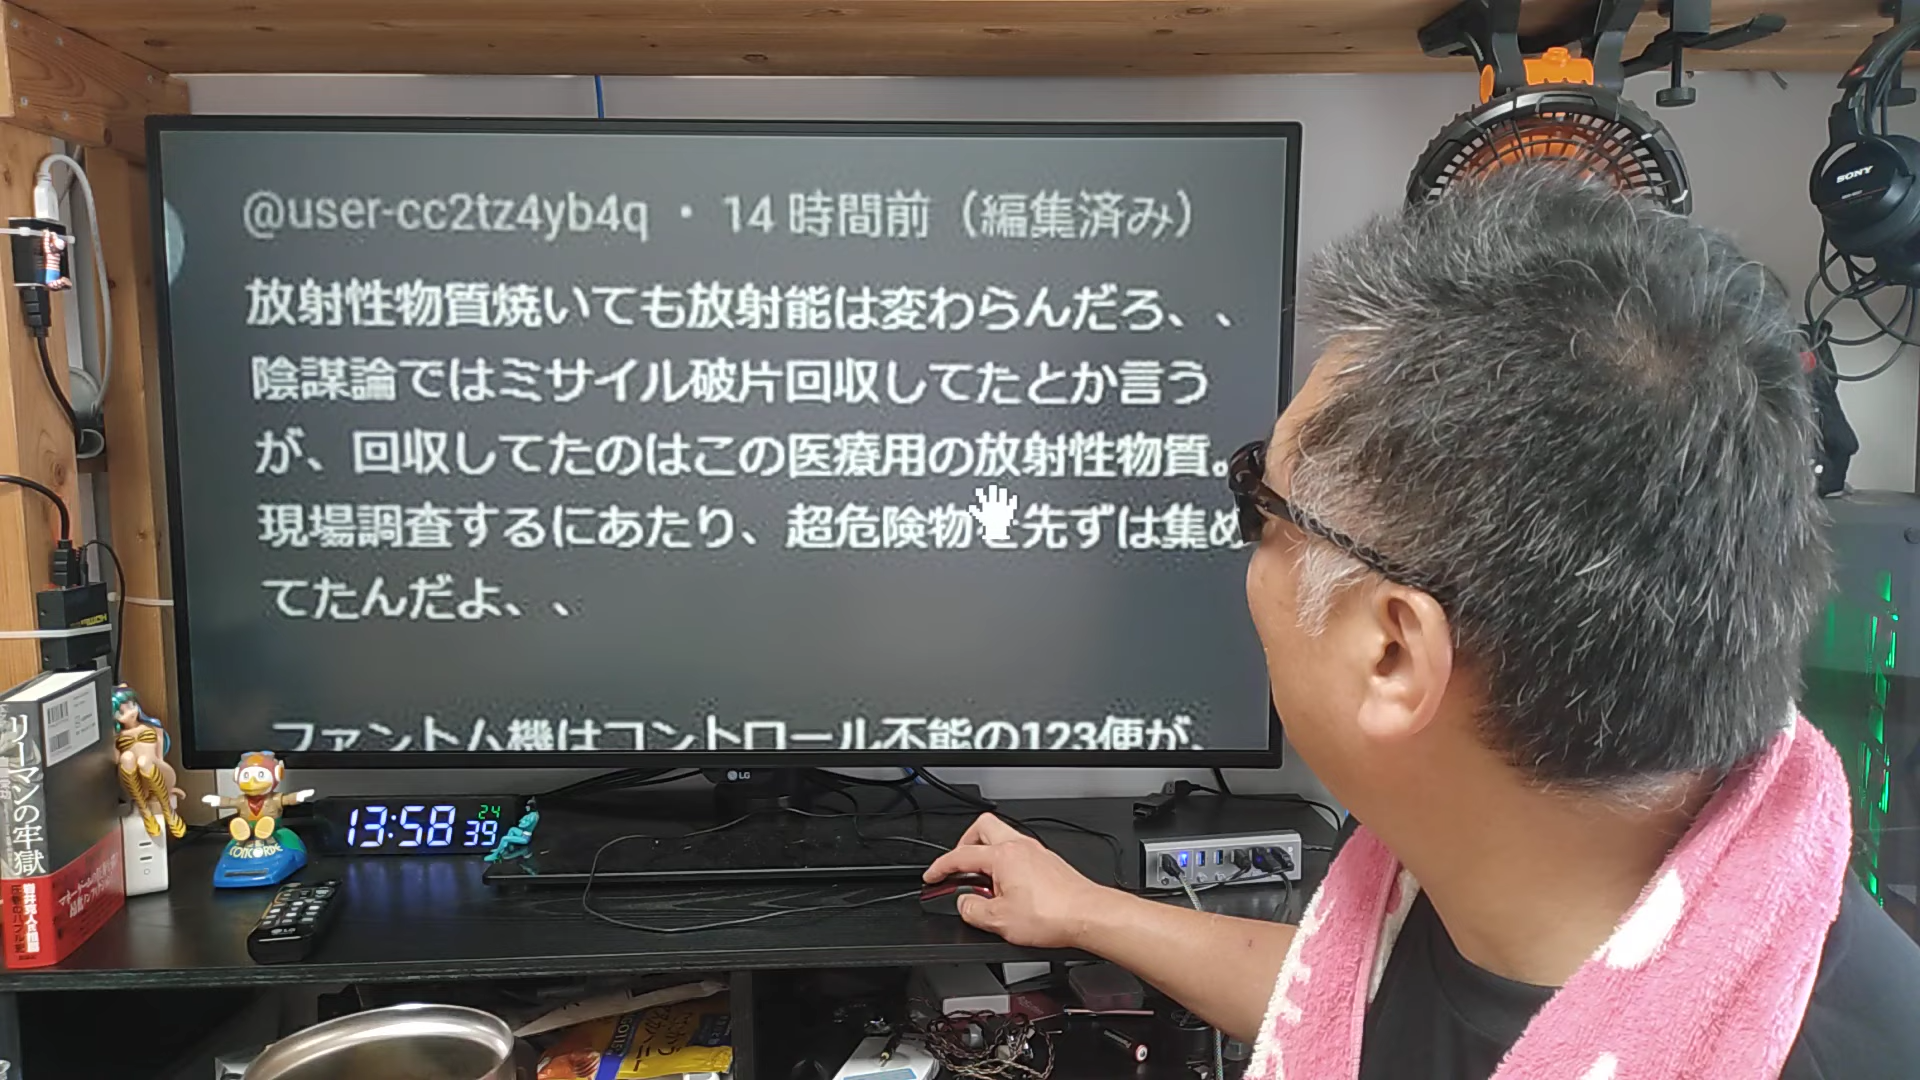 @user-cc2tz4yb4q・14 時間前（編集済み）
放射性物質焼いても放射能は変わらんだろ、、
陰謀論ではミサイル破片回収してたとか言う
が、回収してたのはこの医療用の放射性物質。
現場調査するにあたり、超危険物を先ずは集め
てたんだよ、、
ファントム機はコントロール不能の123便が、
LG
SONY
リーマンの牢獄
CONCORDE
13:58 39 24
LG